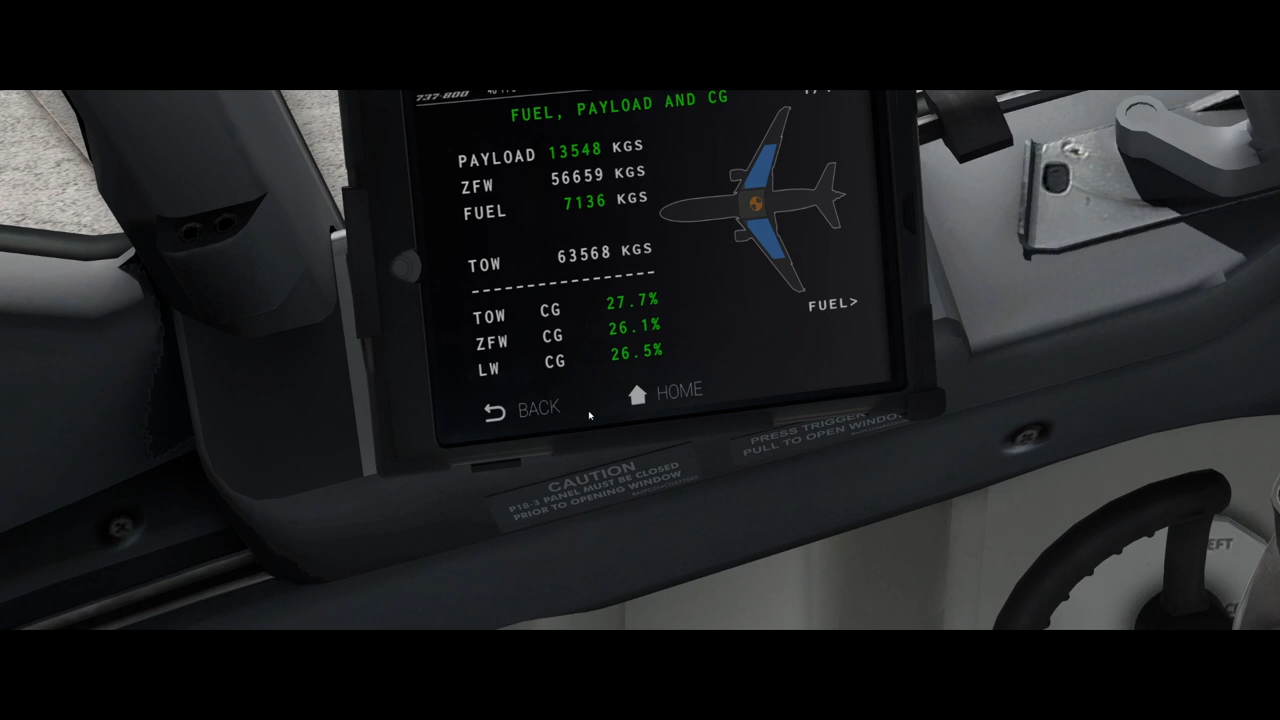 737-800
FUEL, PAYLOAD AND CG
PAYLOAD 13548 KGS
ZFW 56659 KGS
FUEL 7136 KGS
TOW 63568 KGS
-----------------
TOW CG 27.7%
ZFW CG 26.1%
LW CG 26.5%
FUEL>
BACK
HOME
CAUTION
P18-3 PANEL MUST BE CLOSED
PRIOR TO OPENING WINDOW
PRESS TRIGGER
PULL TO OPEN WINDO
EFT